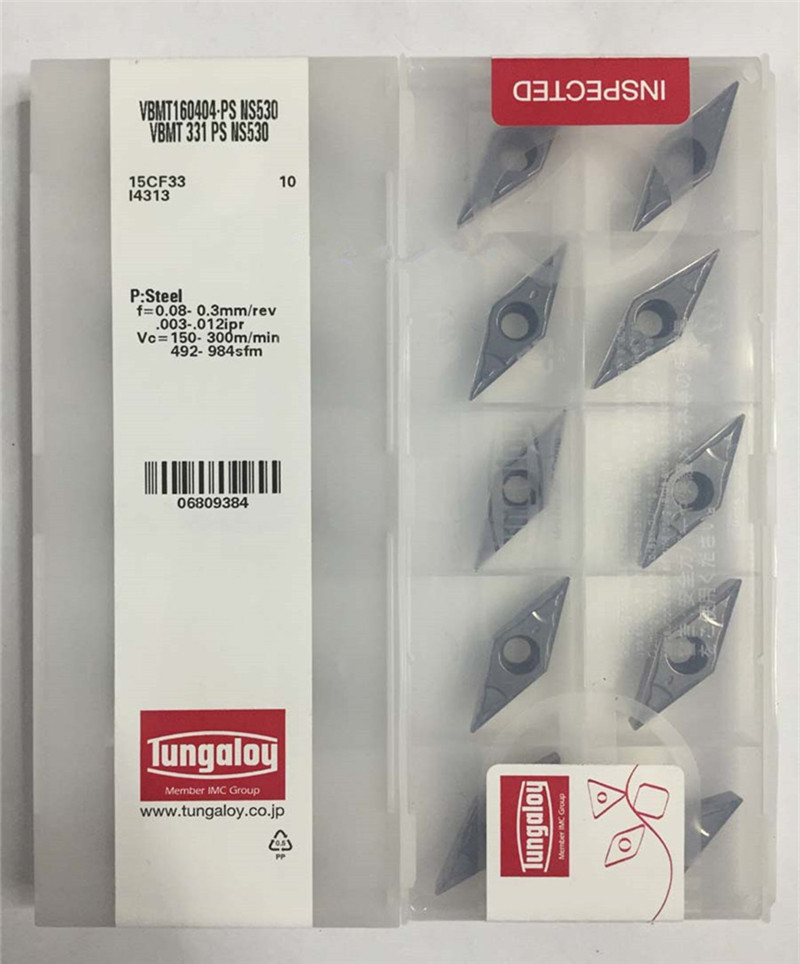 VBMT160404-PS NS530
VBMT 331 PS NS530
15CF33 10
I4313
P:Steel
f=0.08- 0.3mm/rev
.003-.012ipr
Vc=150- 300m/min
492- 984sfm
06809384
Tungaloy
Member IMC Group
www.tungaloy.co.jp
0.5
PP
INSPECTED
Tungaloy
Member IMC Group